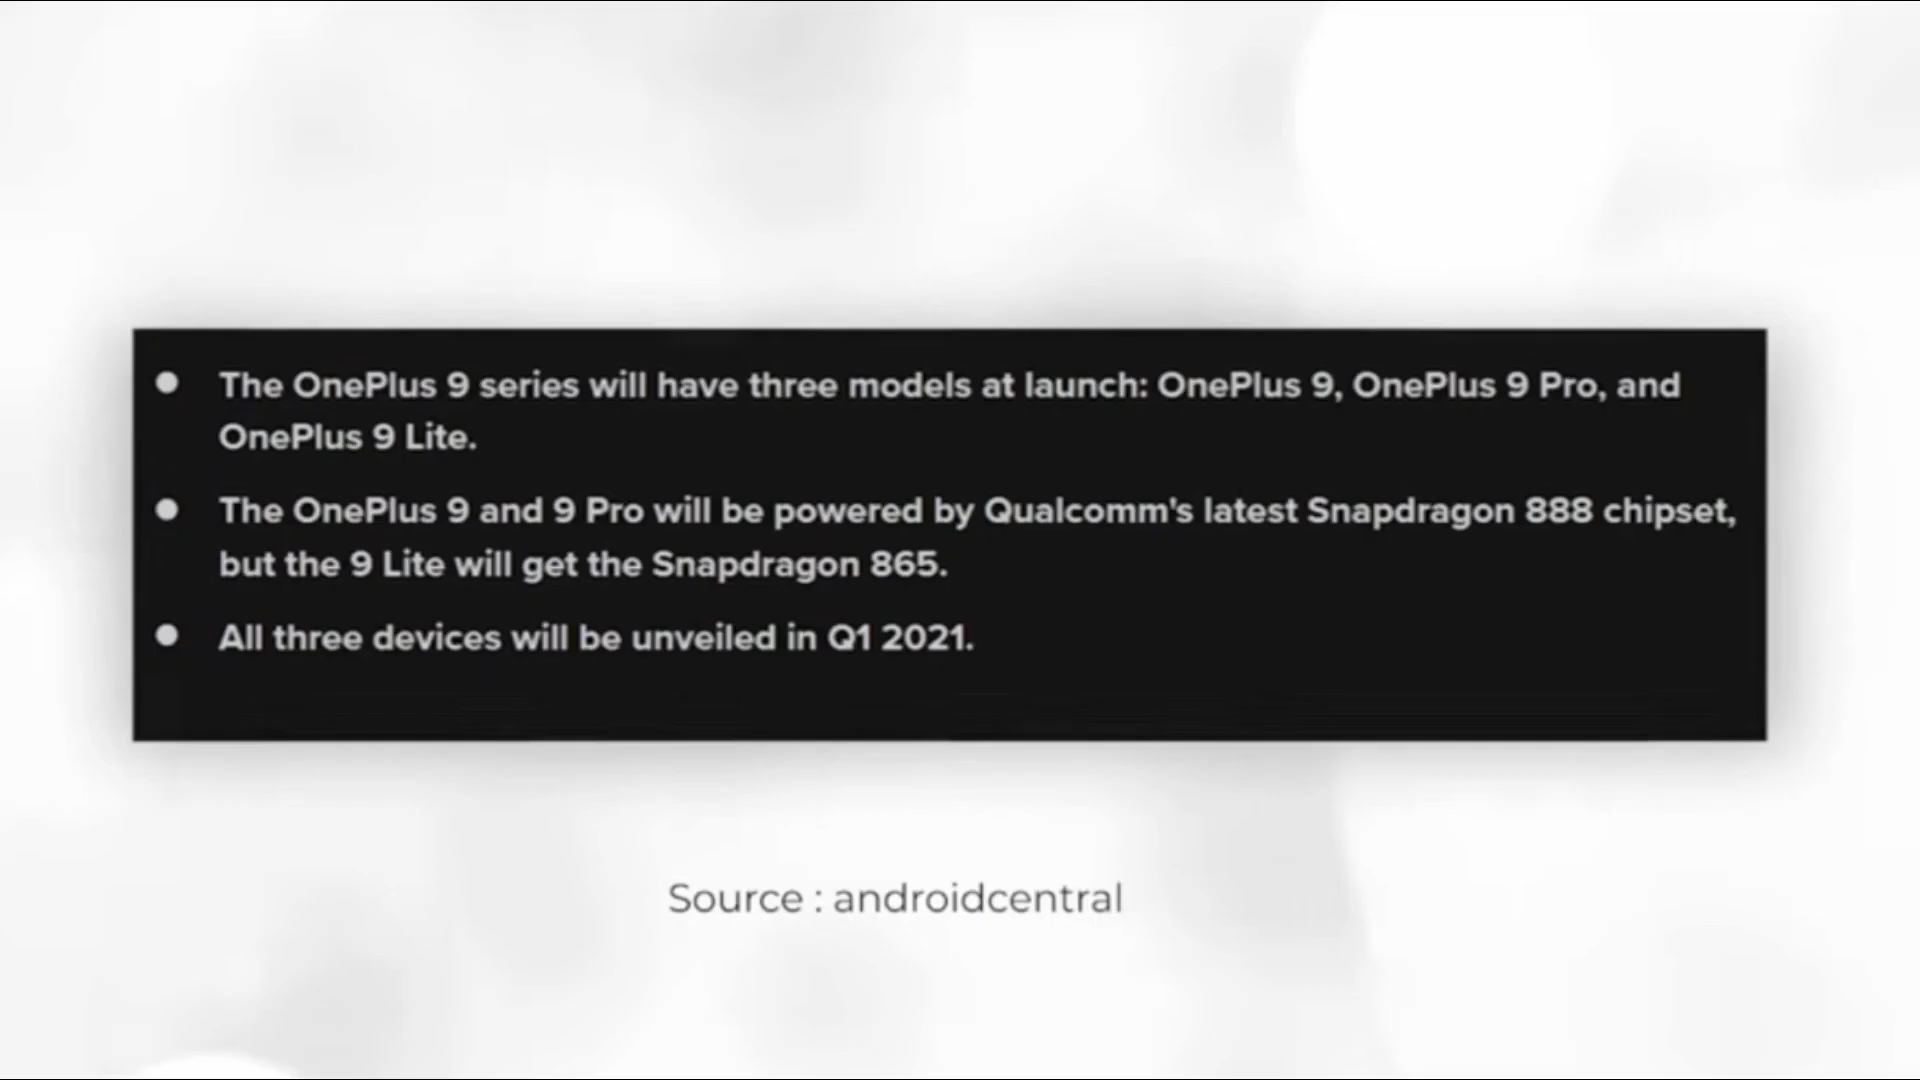 ● The OnePlus 9 series will have three models at launch: OnePlus 9, OnePlus 9 Pro, and
OnePlus 9 Lite.
● The OnePlus 9 and 9 Pro will be powered by Qualcomm's latest Snapdragon 888 chipset,
but the 9 Lite will get the Snapdragon 865.
● All three devices will be unveiled in Q1 2021.
Source : androidcentral